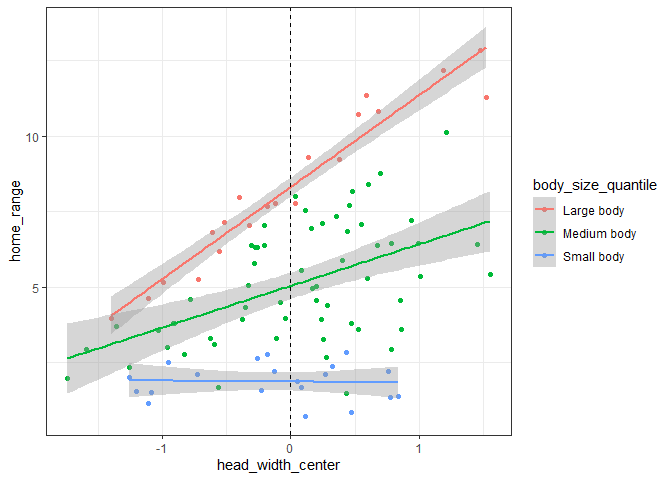 home_range
10
5
-1
0
1
head_width_center
body_size_quantile
Large body
Medium body
Small body